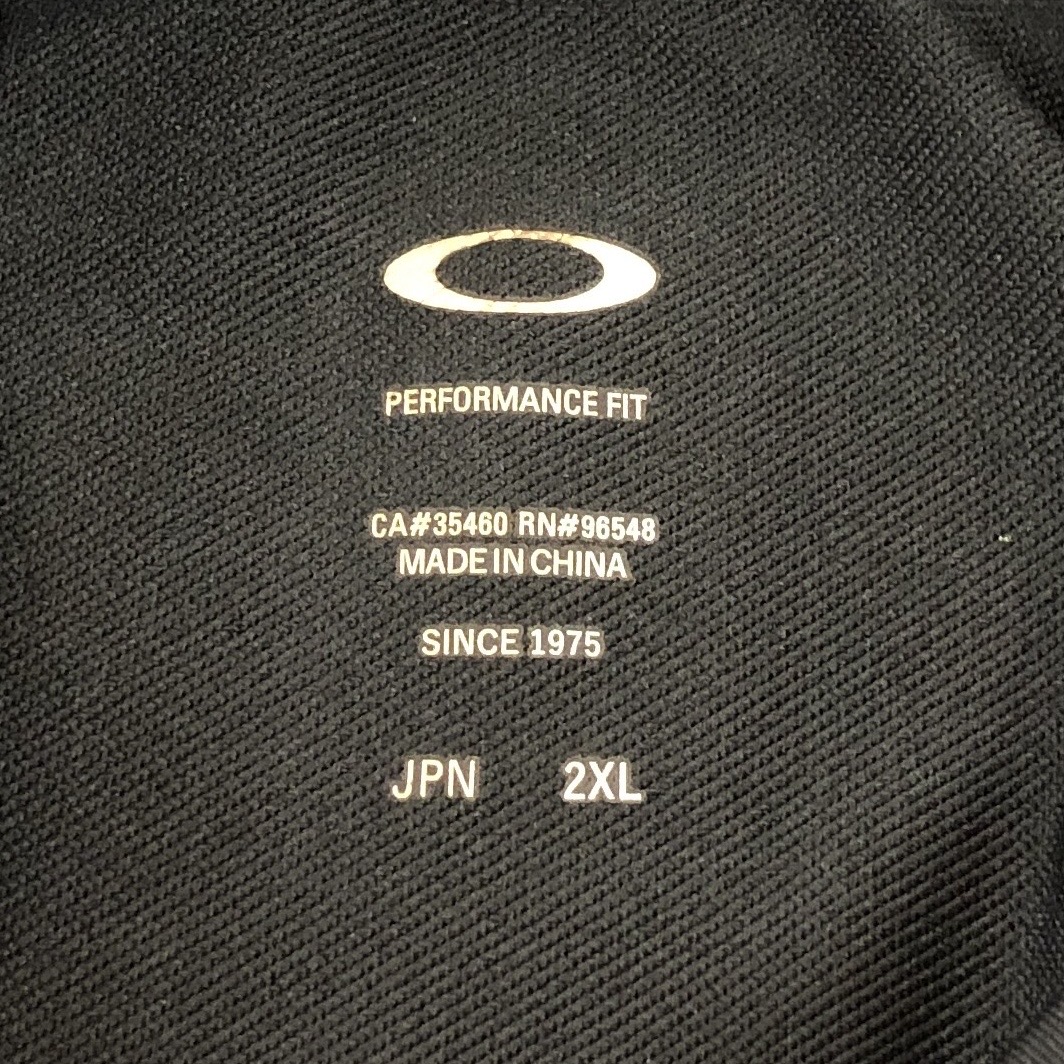 PERFORMANCE FIT
CA#35460 RN#96548
MADE IN CHINA
SINCE 1975
JPN 2XL